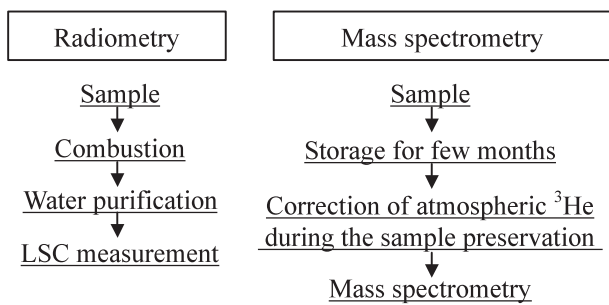 Radiometry
Sample
Combustion
Water purification
LSC measurement
Mass spectrometry
Sample
Storage for few months
Correction of atmospheric ³He
during the sample preservation
Mass spectrometry